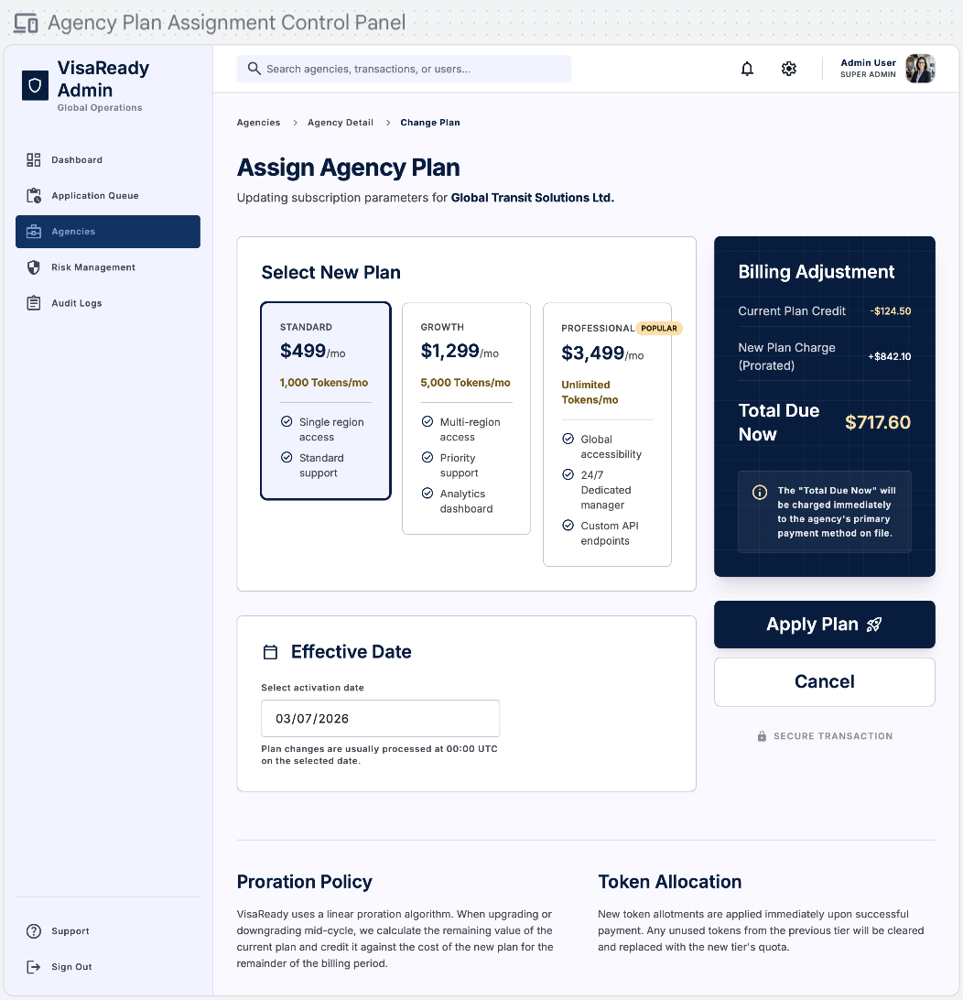 Agency Plan Assignment Control Panel
VisaReady
Admin
Global Operations
Dashboard
Application Queue
Agencies
Risk Management
Audit Logs
Support
Sign Out
Search agencies, transactions, or users...
Admin User
SUPER ADMIN
Agencies > Agency Detail > Change Plan
Assign Agency Plan
Updating subscription parameters for Global Transit Solutions Ltd.
Select New Plan
STANDARD
$499/mo
1,000 Tokens/mo
Single region
access
Standard
support
GROWTH
$1,299/mo
5,000 Tokens/mo
Multi-region
access
Priority
support
Analytics
dashboard
PROFESSIONAL POPULAR
$3,499/mo
Unlimited
Tokens/mo
Global
accessibility
24/7
Dedicated
manager
Custom API
endpoints
Effective Date
Select activation date
03/07/2026
Plan changes are usually processed at 00:00 UTC
on the selected date.
Billing Adjustment
Current Plan Credit -$124.50
New Plan Charge
(Prorated) +$842.10
Total Due
Now $717.60
The "Total Due Now" will
be charged immediately
to the agency's primary
payment method on file.
Apply Plan
Cancel
SECURE TRANSACTION
Proration Policy
VisaReady uses a linear proration algorithm. When upgrading or
downgrading mid-cycle, we calculate the remaining value of the
current plan and credit it against the cost of the new plan for the
remainder of the billing period.
Token Allocation
New token allotments are applied immediately upon successful
payment. Any unused tokens from the previous tier will be cleared
and replaced with the new tier's quota.